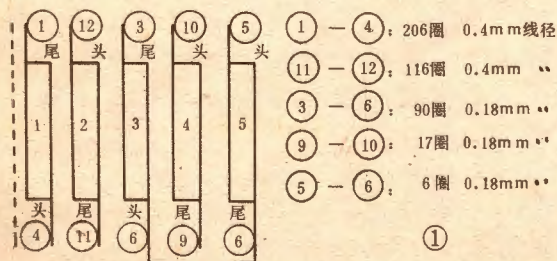 ① ⑫ ③ ⑩ ⑤
尾 头 尾 头 头
1 2 3 4 5
头 尾 头 尾 尾
④ ⑪ ⑥ ⑨ ⑥
①—④: 206圈 0.4mm线径
⑪—⑫: 116圈 0.4mm 〃
③—⑥: 90圈 0.18mm 〃
⑨—⑩: 17圈 0.18mm 〃
⑤—⑥: 6圈 0.18mm 〃
①